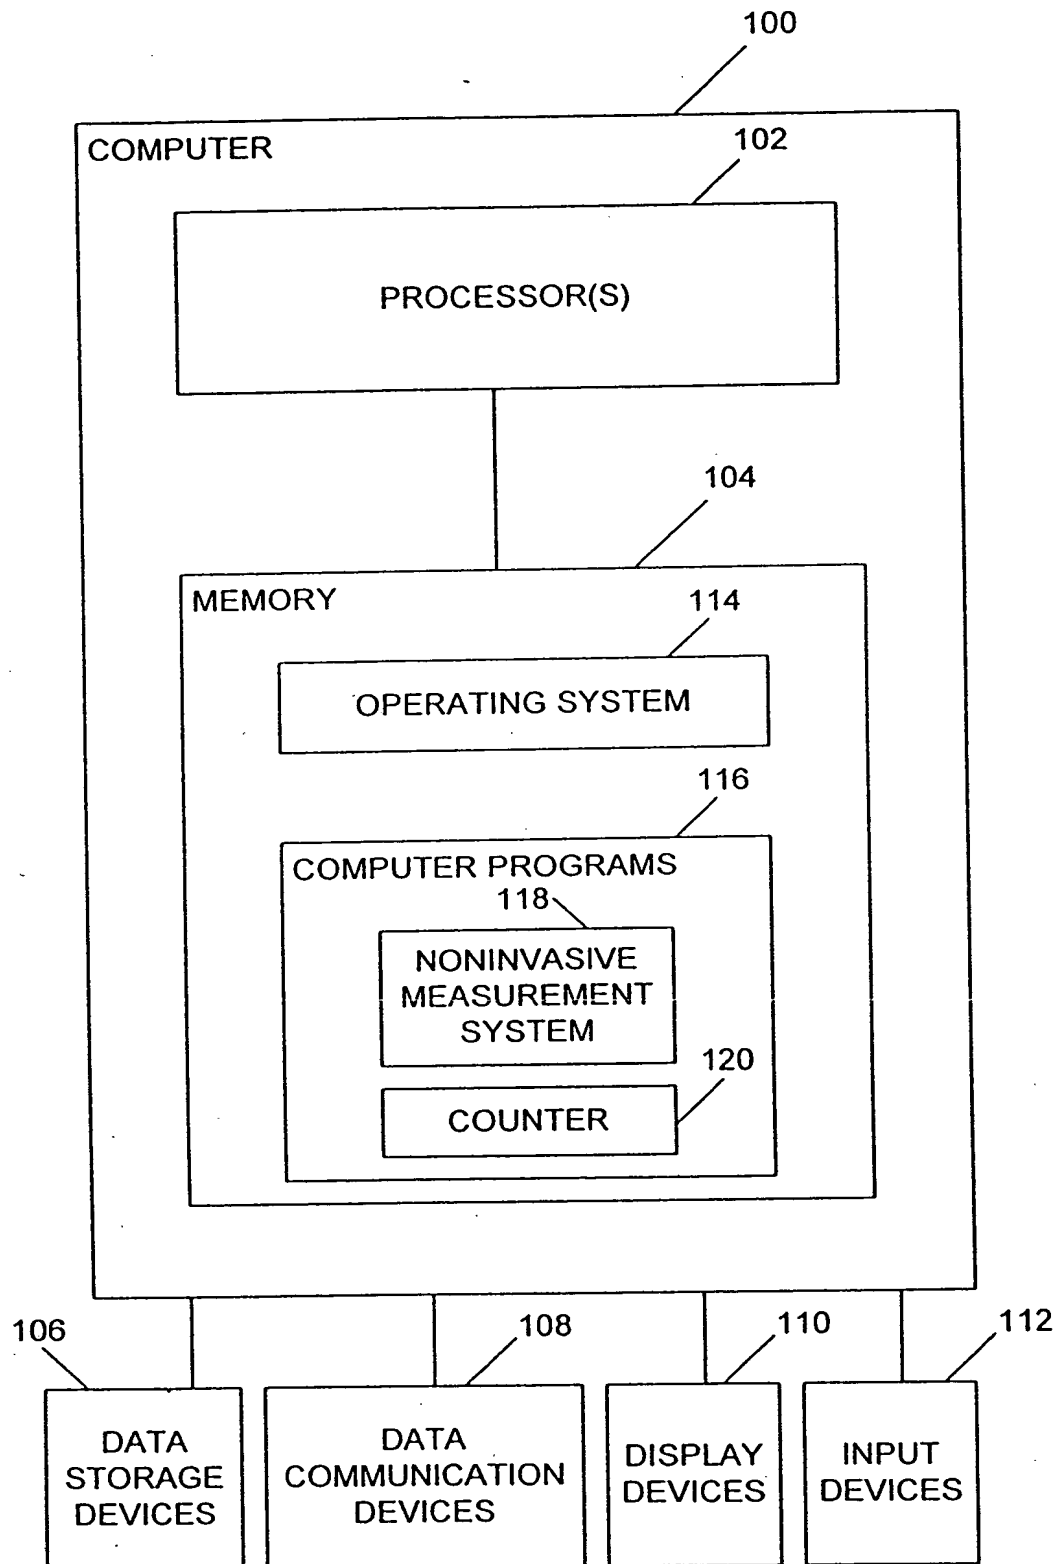 100
COMPUTER
102
PROCESSOR(S)
104
MEMORY
114
OPERATING SYSTEM
116
COMPUTER PROGRAMS
118
NONINVASIVE
MEASUREMENT
SYSTEM
120
COUNTER
106
108
110
112
DATA
STORAGE
DEVICES
DATA
COMMUNICATION
DEVICES
DISPLAY
DEVICES
INPUT
DEVICES